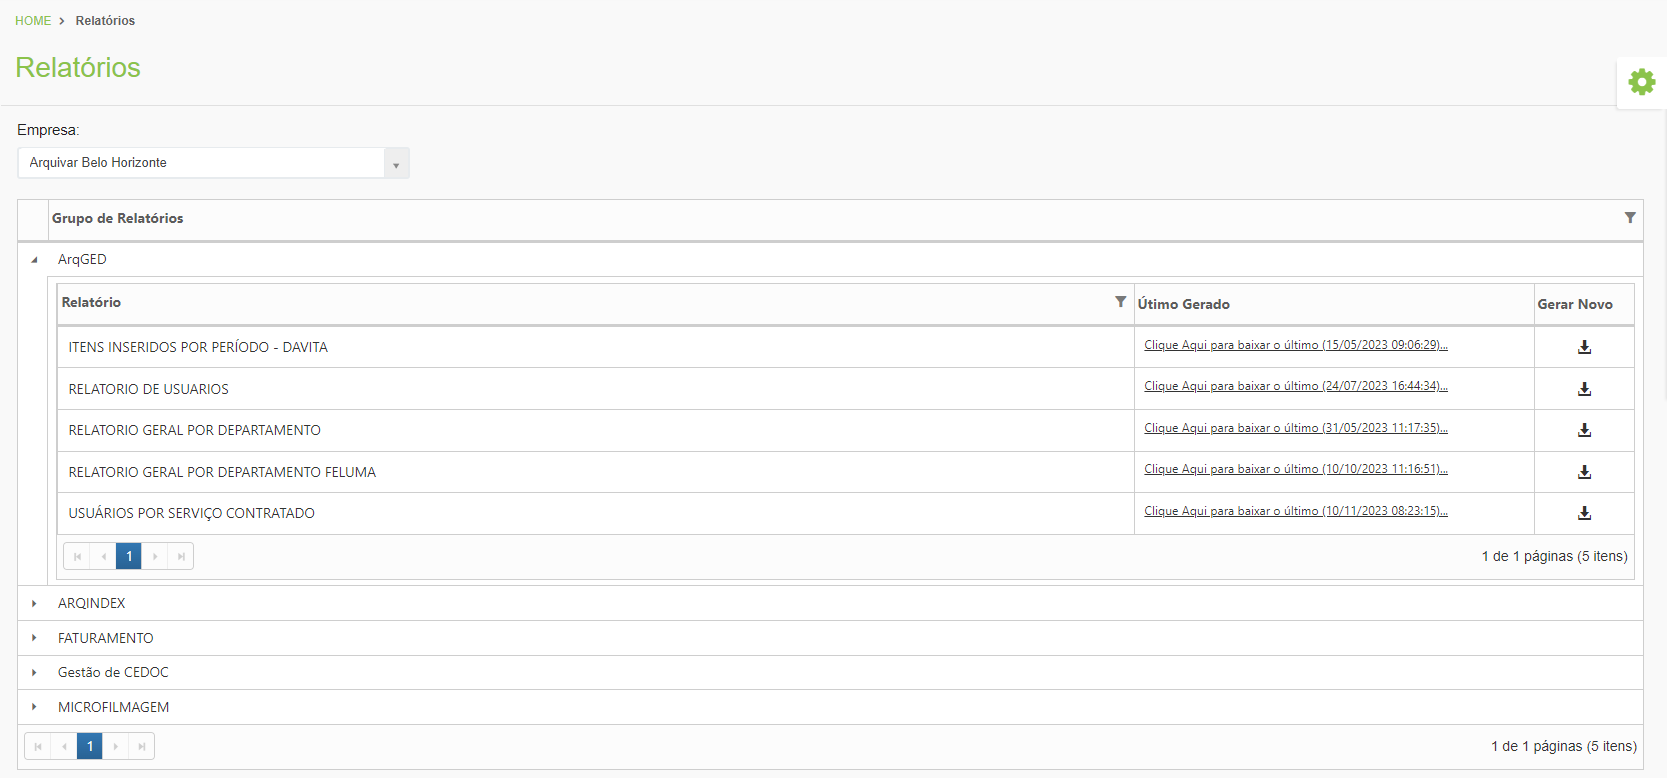 HOME > Relatórios
Relatórios
Empresa:
Arquivar Belo Horizonte
Grupo de Relatórios
ArqGED
Relatório Útimo Gerado Gerar Novo
ITENS INSERIDOS POR PERÍODO - DAVITA Clique Aqui para baixar o último (15/05/2023 09:06:29)...
RELATORIO DE USUARIOS Clique Aqui para baixar o último (24/07/2023 16:44:34)...
RELATORIO GERAL POR DEPARTAMENTO Clique Aqui para baixar o último (31/05/2023 11:17:35)...
RELATORIO GERAL POR DEPARTAMENTO FELUMA Clique Aqui para baixar o último (10/10/2023 11:16:51)...
USUÁRIOS POR SERVIÇO CONTRATADO Clique Aqui para baixar o último (10/11/2023 08:23:15)...
1 1 de 1 páginas (5 itens)
ARQINDEX
FATURAMENTO
Gestão de CEDOC
MICROFILMAGEM
1 1 de 1 páginas (5 itens)